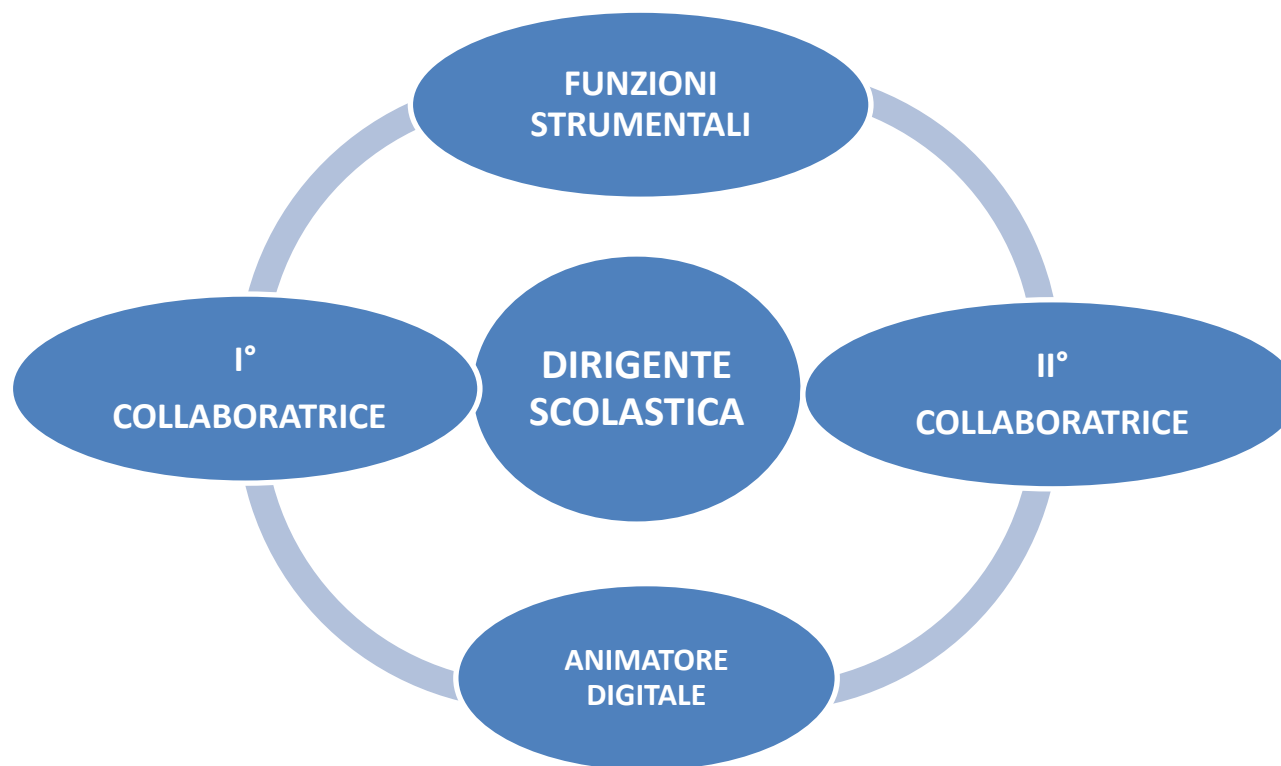 FUNZIONI
STRUMENTALI
I°
COLLABORATRICE
DIRIGENTE
SCOLASTICA
II°
COLLABORATRICE
ANIMATORE
DIGITALE